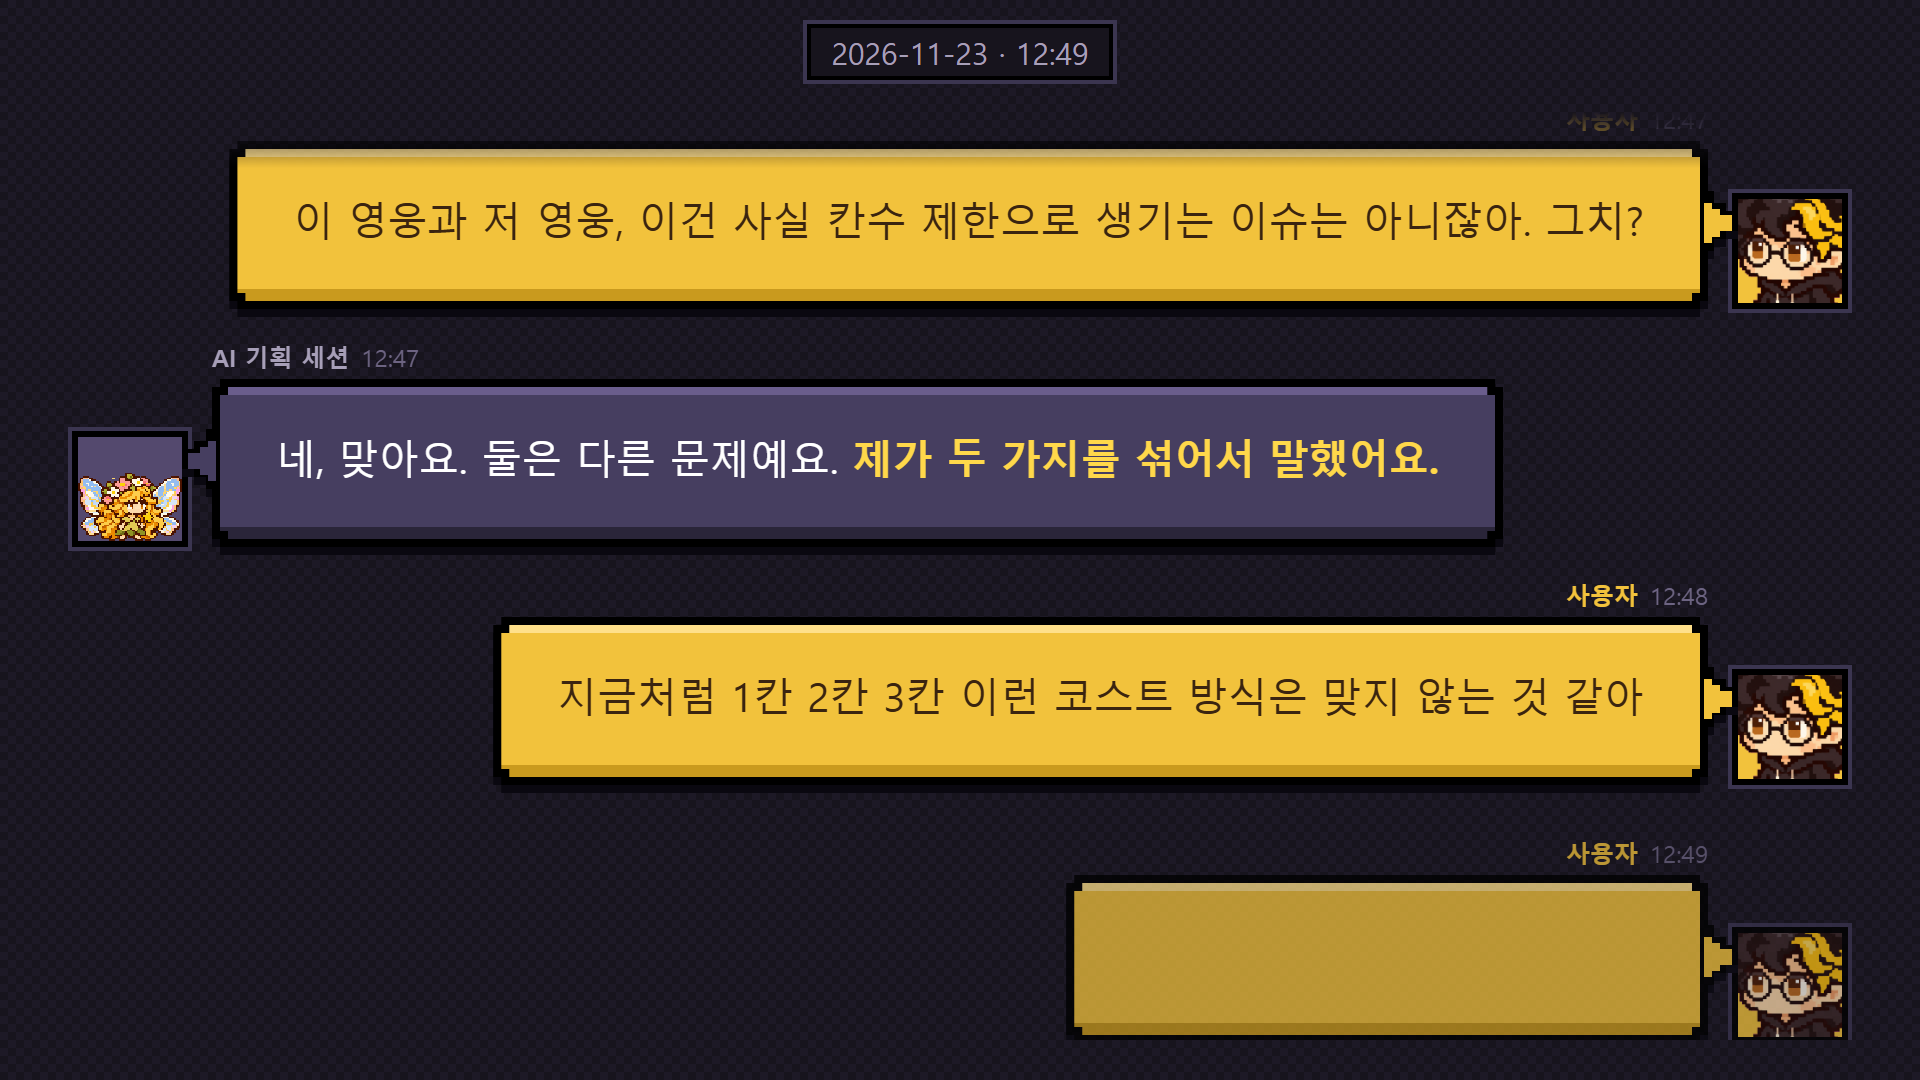 2026-11-23 · 12:49
사용자 12:47
이 영웅과 저 영웅, 이건 사실 칸수 제한으로 생기는 이슈는 아니잖아. 그치?
AI 기획 세션 12:47
네, 맞아요. 둘은 다른 문제예요. 제가 두 가지를 섞어서 말했어요.
사용자 12:48
지금처럼 1칸 2칸 3칸 이런 코스트 방식은 맞지 않는 것 같아
사용자 12:49